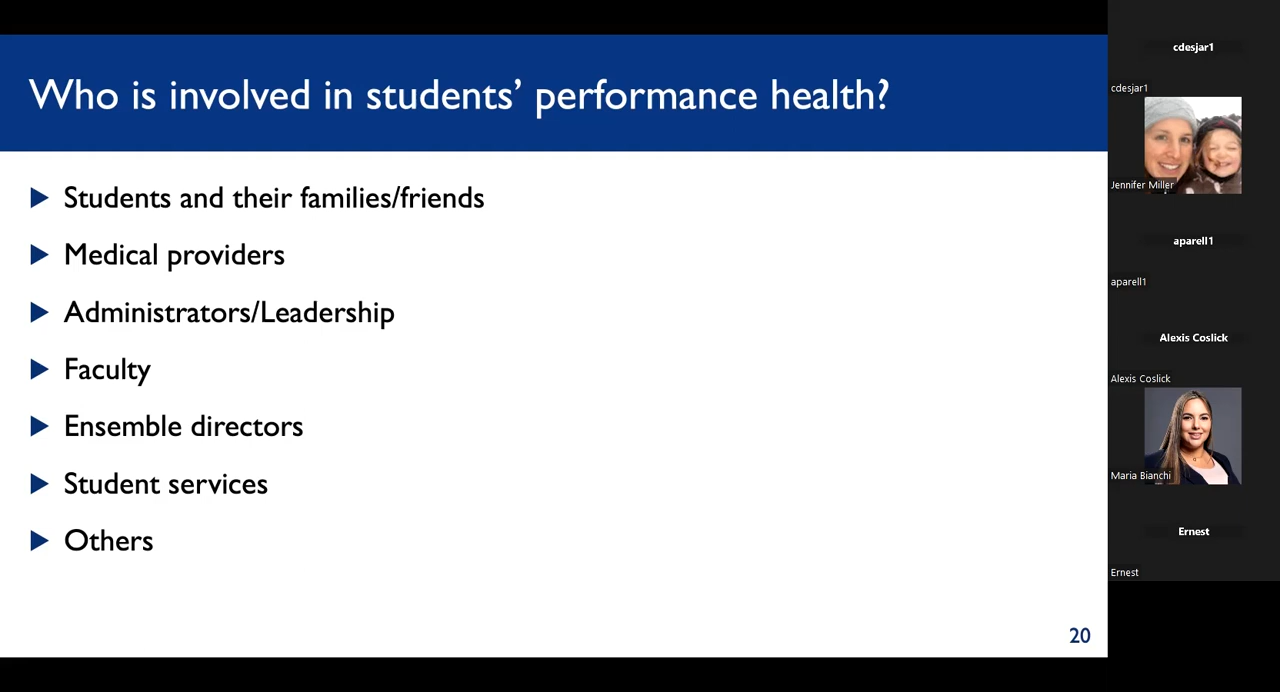 Who is involved in students’ performance health?
Students and their families/friends
Medical providers
Administrators/Leadership
Faculty
Ensemble directors
Student services
Others
20
cdesjar1
cdesjar1
Jennifer Miller
aparell1
aparell1
Alexis Coslick
Alexis Coslick
Maria Bianchi
Ernest
Ernest